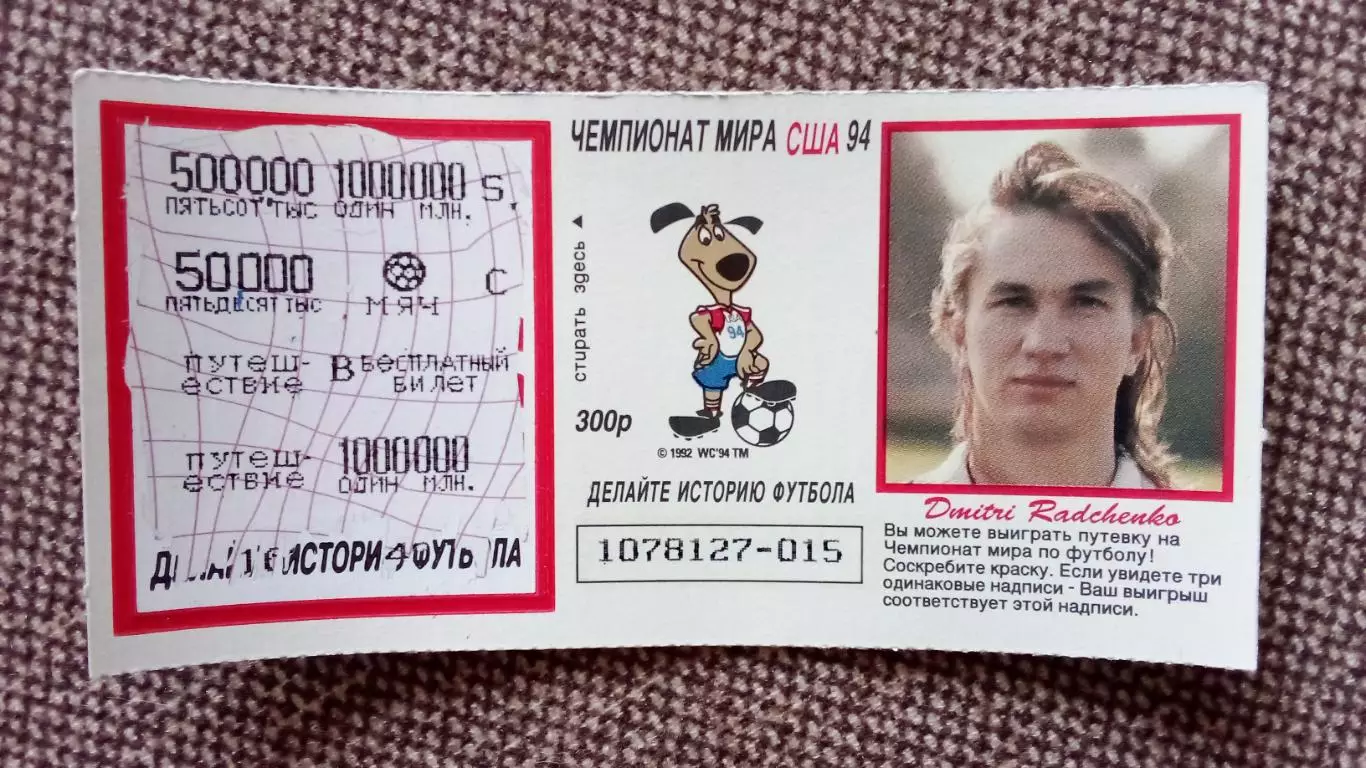 500000 1000000 S.
ПЯТЬСОТ ТЫС ОДИН МЛН.
50000 С
ПЯТЬДЕСЯТ ТЫС МЯЧ
ПУТЕШ- В БЕСПЛАТНЫЙ
ЕСТВИЕ БИЛЕТ
ПУТЕШ- 1000000
ЕСТВИЕ ОДИН МЛН.
ЧЕМПИОНАТ МИРА США 94
стирать здесь
94
300р
© 1992 WC'94 TM
ДЕЛАЙТЕ ИСТОРИЮ ФУТБОЛА
1078127-015
Dmitri Radchenko
Вы можете выиграть путевку на
Чемпионат мира по футболу!
Соскребите краску. Если увидете три
одинаковые надписи - Ваш выигрыш
соответствует этой надписи.